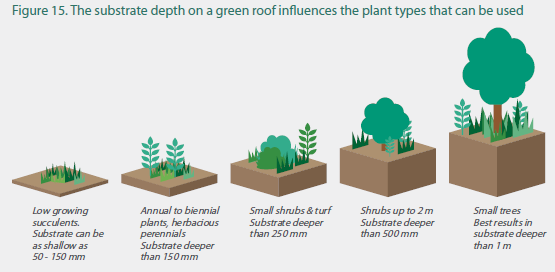 Figure 15. The substrate depth on a green roof influences the plant types that can be used
Low growing
succulents.
Substrate can be
as shallow as
50 - 150 mm
Annual to biennial
plants, herbacious
perennials
Substrate deeper
than 150 mm
Small shrubs & turf
Substrate deeper
than 250 mm
Shrubs up to 2 m
Substrate deeper
than 500 mm
Small trees
Best results in
substrate deeper
than 1 m